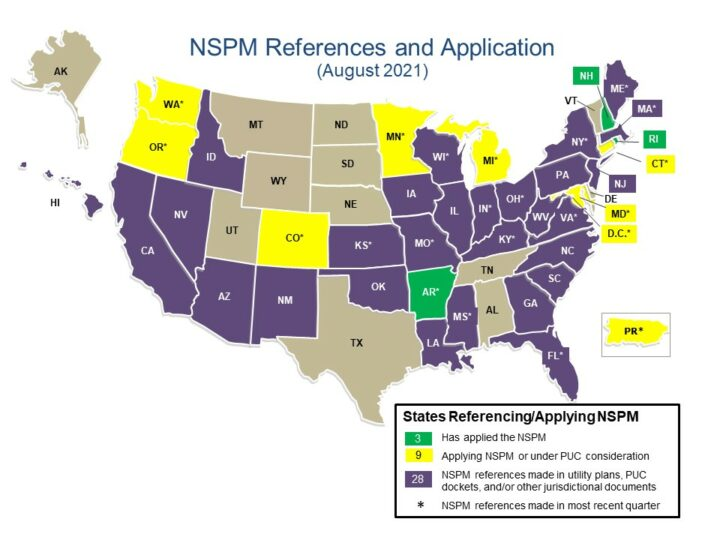 NSPM References and Application
(August 2021)
AK
WA*
OR*
ID
MT
ND
MN*
SD
WY
NE
NV
UT
CO*
CA
AZ
NM
KS*
OK
TX
IA
MO*
AR*
LA
WI*
IL
MI*
IN*
OH*
KY*
TN
MS*
AL
GA
FL*
SC
NC
VA*
WV
PA
NY*
VT
NH
ME*
MA*
RI
CT*
NJ
DE
MD*
D.C.*
HI
PR*
States Referencing/Applying NSPM
3 Has applied the NSPM
9 Applying NSPM or under PUC consideration
28 NSPM references made in utility plans, PUC
dockets, and/or other jurisdictional documents
* NSPM references made in most recent quarter